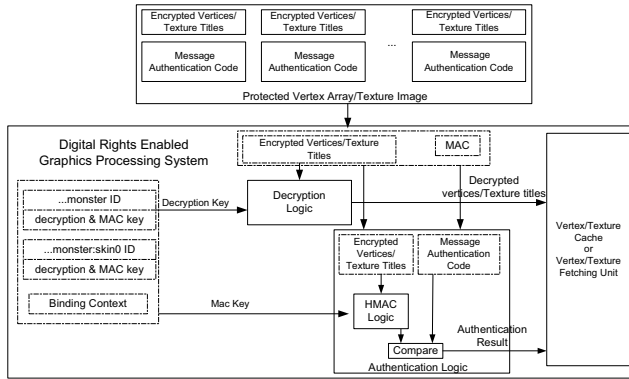 Encrypted Vertices/
Texture Titles
Encrypted Vertices/
Texture Titles
Encrypted Vertices/
Texture Titles
Message
Authentication Code
Message
Authentication Code
...
Message
Authentication Code
Protected Vertex Array/Texture Image
Digital Rights Enabled
Graphics Processing System
Encrypted Vertices/Texture
Titles
MAC
...monster ID
decryption & MAC key
...monster:skin0 ID
decryption & MAC key
Binding Context
Decryption Key
Decryption
Logic
Decrypted
vertices/Texture titles
Encrypted
Vertices/
Texture Titles
Message
Authentication
Code
Mac Key
HMAC
Logic
Compare
Authentication
Result
Authentication Logic
Vertex/Texture
Cache
or
Vertex/Texture
Fetching Unit